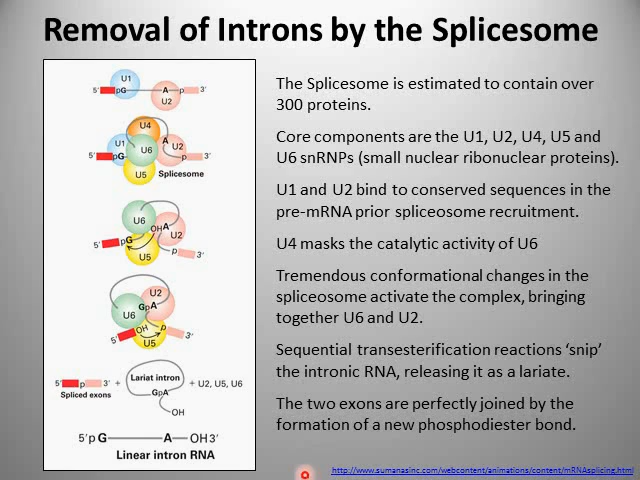 Removal of Introns by the Splicesome
U1
5' pG A p 3'
U2
U4
U1 U6 A U2
5' pG p 3'
U5 Splicesome
U6
OH A U2
5' pG
U5 p 3'
U2
GpA
U6
OH p
5' U5 3'
5' p 3' + Lariat intron + U2, U5, U6
Spliced exons GpA
OH
5'p G A OH 3'
Linear intron RNA
The Splicesome is estimated to contain over
300 proteins.
Core components are the U1, U2, U4, U5 and
U6 snRNPs (small nuclear ribonuclear proteins).
U1 and U2 bind to conserved sequences in the
pre-mRNA prior spliceosome recruitment.
U4 masks the catalytic activity of U6
Tremendous conformational changes in the
spliceosome activate the complex, bringing
together U6 and U2.
Sequential transesterification reactions ‘snip’
the intronic RNA, releasing it as a lariate.
The two exons are perfectly joined by the
formation of a new phosphodiester bond.
http://www.sumanasinc.com/webcontent/animations/content/mRNAsplicing.html